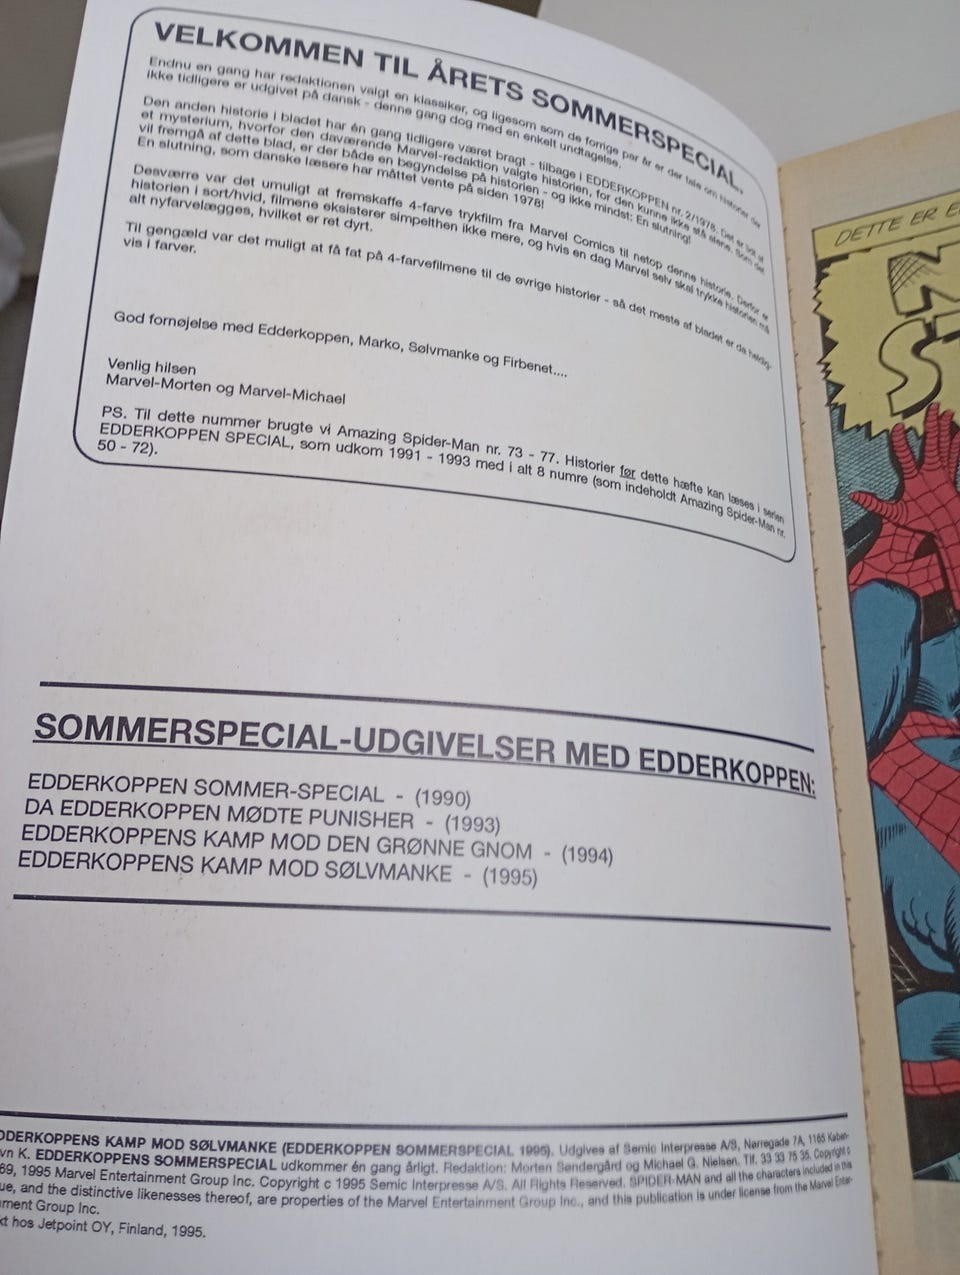 VELKOMMEN TIL ÅRETS SOMMERSPECIAL.
Endnu en gang har redaktionen valgt en klassiker, og ligesom som de forrige par år er der tale om historier der
ikke tidligere er udgivet på dansk - denne gang dog med en enkelt undtagelse.
Den anden historie i bladet har én gang tidligere været bragt - tilbage i EDDERKOPPEN nr. 2/1978. Det er lidt af
et mysterium, hvorfor den daværende Marvel-redaktion valgte historien, for den kunne ikke stå alene. Som det
vil fremgå af dette blad, er der både en begyndelse på historien - og ikke mindst: En slutning!
En slutning, som danske læsere har måttet vente på siden 1978!
Desværre var det umuligt at fremskaffe 4-farve trykfilm fra Marvel Comics til netop denne historie. Derfor er
historien i sort/hvid, filmene eksisterer simpelthen ikke mere, og hvis en dag Marvel selv skal trykke historien må
alt nyfarvelægges, hvilket er ret dyrt.
Til gengæld var det muligt at få fat på 4-farvefilmene til de øvrige historier - så det meste af bladet er da heldig-
vis i farver.
God fornøjelse med Edderkoppen, Marko, Sølvmanke og Firbenet....
Venlig hilsen
Marvel-Morten og Marvel-Michael
PS. Til dette nummer brugte vi Amazing Spider-Man nr. 73 - 77. Historier før dette hæfte kan læses i serien
EDDERKOPPEN SPECIAL, som udkom 1991 - 1993 med i alt 8 numre (som indeholdt Amazing Spider-Man nr.
50 - 72).
SOMMERSPECIAL-UDGIVELSER MED EDDERKOPPEN:
EDDERKOPPEN SOMMER-SPECIAL - (1990)
DA EDDERKOPPEN MØDTE PUNISHER - (1993)
EDDERKOPPENS KAMP MOD DEN GRØNNE GNOM - (1994)
EDDERKOPPENS KAMP MOD SØLVMANKE - (1995)
DDERKOPPENS KAMP MOD SØLVMANKE (EDDERKOPPEN SOMMERSPECIAL 1995). Udgives af Semic Interpresse A/S, Nørregade 7A, 1165 Køben-
vn K. EDDERKOPPENS SOMMERSPECIAL udkommer én gang årligt. Redaktion: Morten Søndergård og Michael G. Nielsen. Tlf. 33 33 75 35. Copyright c
69, 1995 Marvel Entertainment Group Inc. Copyright c 1995 Semic Interpresse A/S. All Rights Reserved. SPIDER-MAN and all the characters included in this
ue, and the distinctive likenesses thereof, are properties of the Marvel Entertainment Group Inc., and this publication is under license from the Marvel Enter-
nment Group Inc.
kt hos Jetpoint OY, Finland, 1995.
DETTE ER E